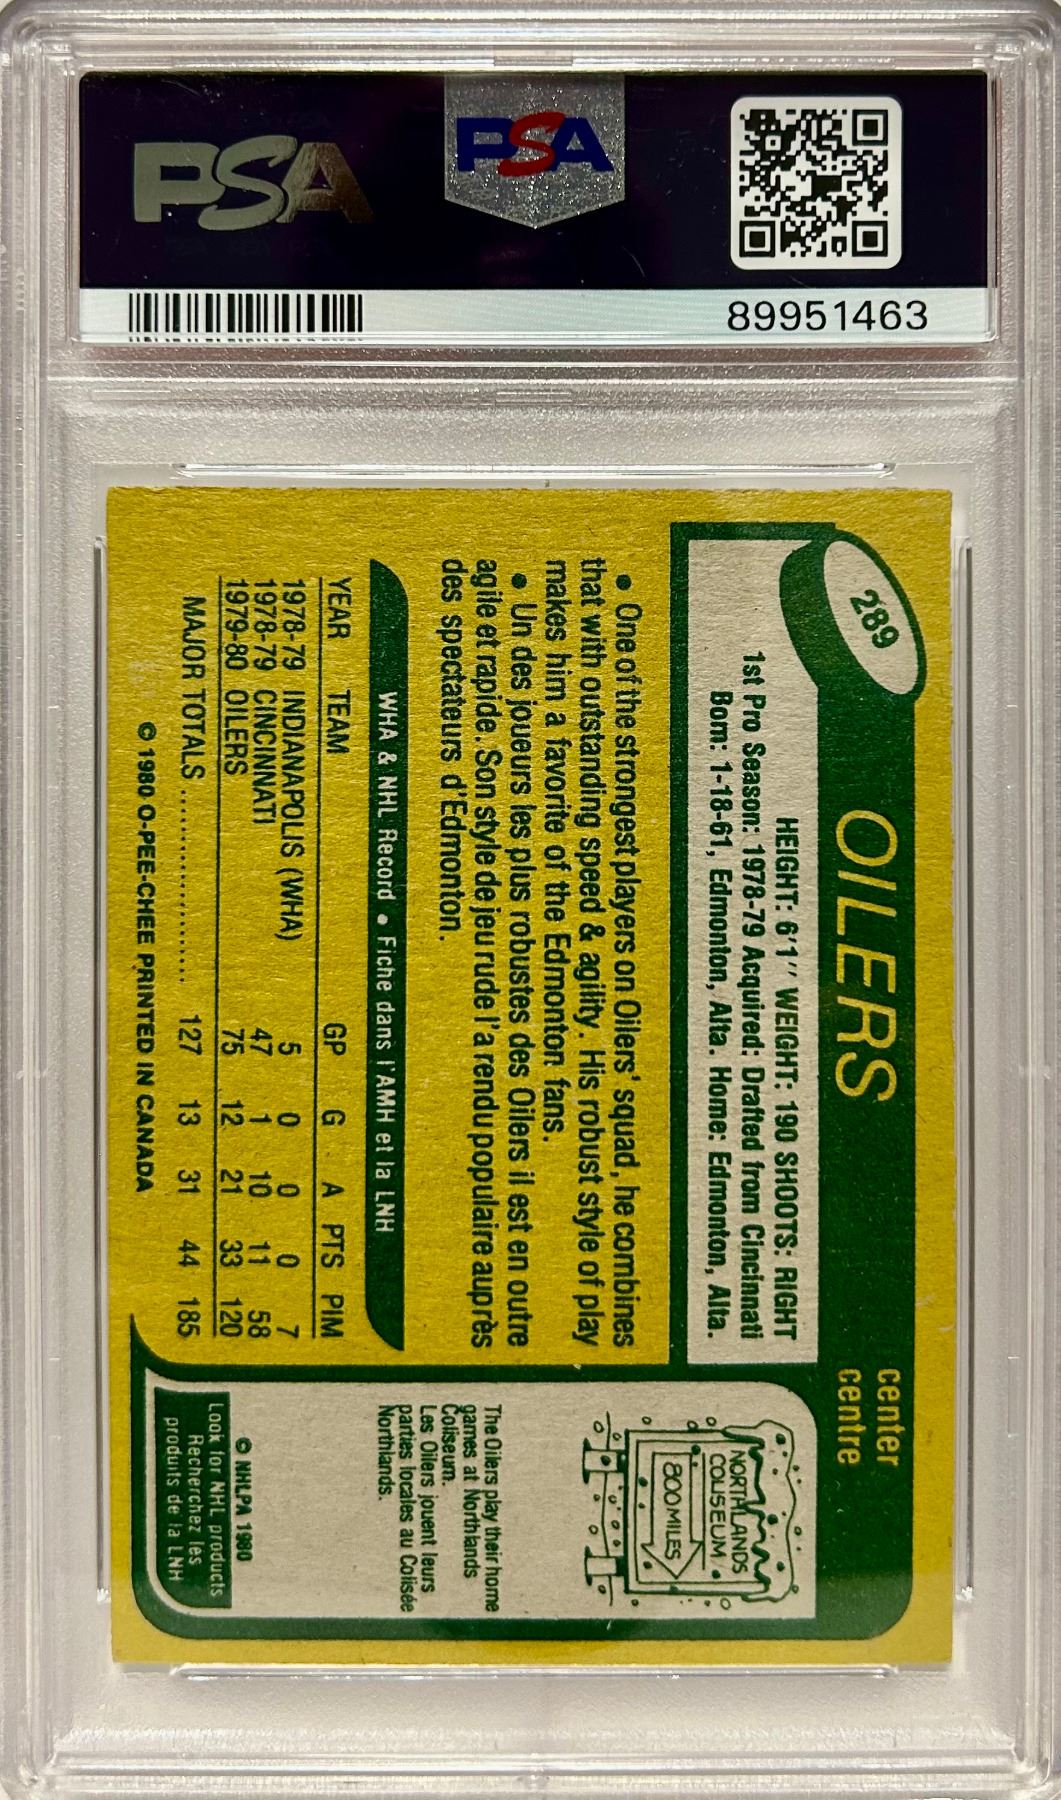 PSA
PSA
89951463
289
OILERS
center
centre
HEIGHT: 6'1'' WEIGHT: 190 SHOOTS: RIGHT
1st Pro Season: 1978-79 Acquired: Drafted from Cincinnati
Born: 1-18-61, Edmonton, Alta. Home: Edmonton, Alta.
• One of the strongest players on Oilers' squad, he combines
that with outstanding speed & agility. His robust style of play
makes him a favorite of the Edmonton fans.
• Un des joueurs les plus robustes des Oilers il est en outre
agile et rapide. Son style de jeu rude l'a rendu populaire auprès
des spectateurs d'Edmonton.
WHA & NHL Record • Fiche dans l'AMH et la LNH
YEAR TEAM GP G A PTS PIM
1978-79 INDIANAPOLIS (WHA) 5 0 0 0 7
1978-79 CINCINNATI 47 1 10 11 58
1979-80 OILERS 75 12 21 33 120
MAJOR TOTALS .................. 127 13 31 44 185
© 1980 O-PEE-CHEE PRINTED IN CANADA
NORTHLANDS
COLISEUM
800 MILES
The Oilers play their home
games at Northlands
Coliseum.
Les Oilers jouent leurs
parties locales au Colisée
Northlands.
© NHLPA 1980
Look for NHL products
Recherchez les
produits de la LNH